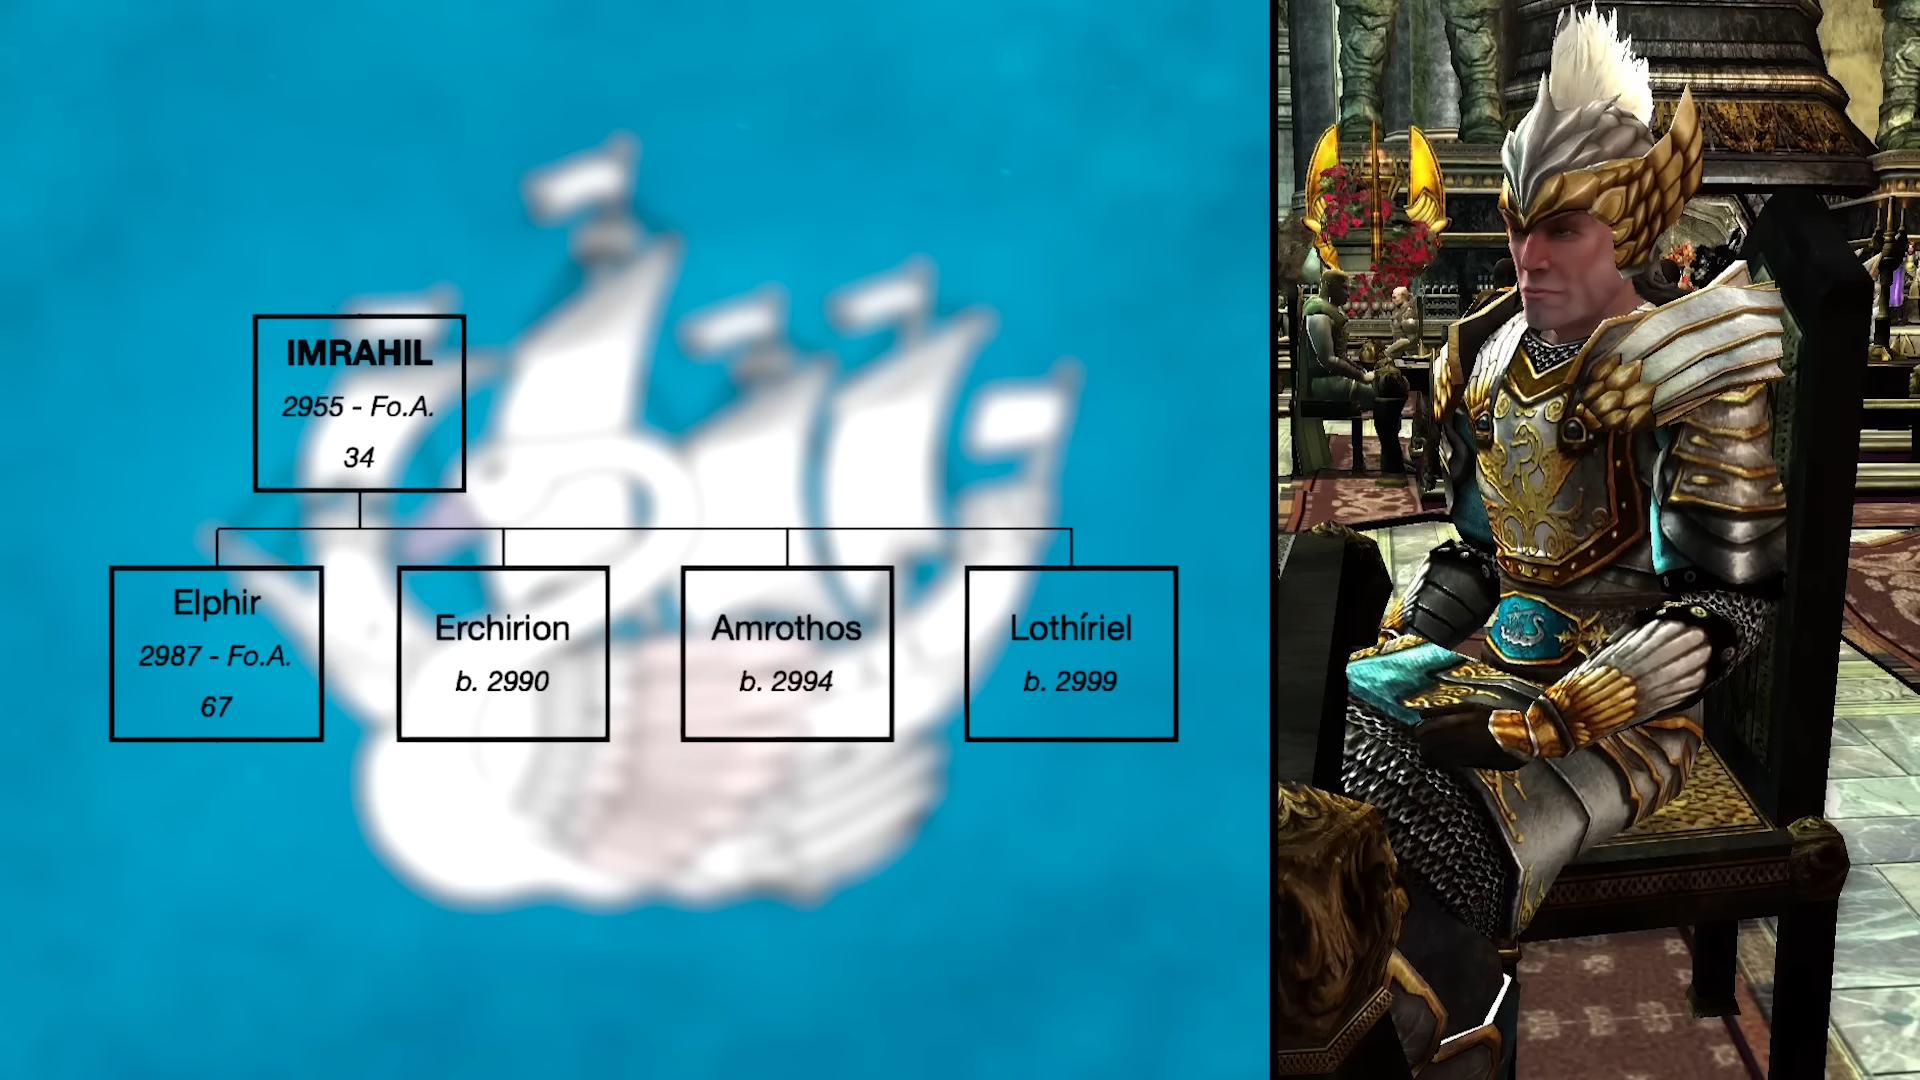 IMRAHIL
2955 - Fo.A.
34
Elphir
2987 - Fo.A.
67
Erchirion
b. 2990
Amrothos
b. 2994
Lothíriel
b. 2999